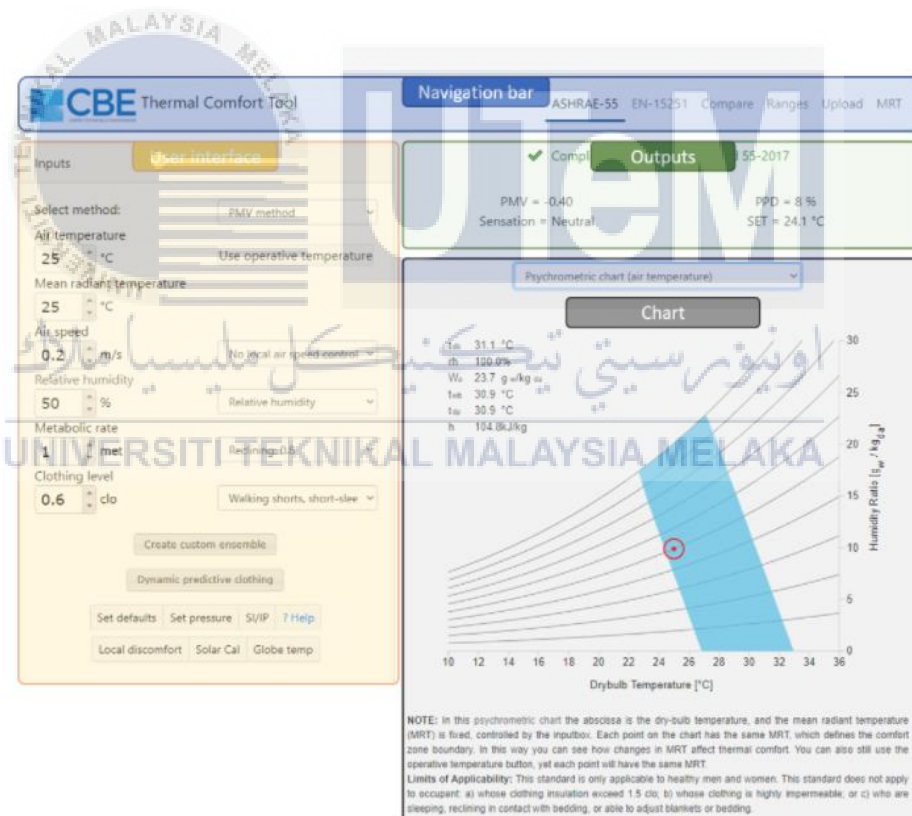 CBE Thermal Comfort Tool
Navigation bar
ASHRAE-55 EN-15251 Compare Ranges Upload MRT
Inputs
User interface
Select method:
PMV method
Air temperature
25 °C
Use operative temperature
Mean radiant temperature
25 °C
Air speed
0.2 m/s
No local air speed control
Relative humidity
50 %
Relative humidity
Metabolic rate
1 met
Reclining: 0.8
Clothing level
0.6 clo
Walking shorts, short-slee
Create custom ensemble
Dynamic predictive clothing
Set defaults Set pressure SI/IP ? Help
Local discomfort Solar Cal Globe temp
✔ Compl
Outputs
55-2017
PMV = -0.40
PPD = 8 %
Sensation = Neutral
SET = 24.1 °C
Psychrometric chart (air temperature)
Chart
31.1 °C
rh 100.0%
23.7
30.9 °C
30.9 °C
h 104.8kJ/kg
30
25
20
15
10
5
0
Humidity Ratio [g w / kg da]
10 12 14 16 18 20 22 24 26 28 30 32 34 36
Drybulb Temperature [°C]
NOTE: In this psychrometric chart the abscissa is the dry-bulb temperature, and the mean radiant temperature
(MRT) is fixed, controlled by the inputbox. Each point on the chart has the same MRT, which defines the comfort
zone boundary. In this way you can see how changes in MRT affect thermal comfort. You can also still use the
operative temperature button, yet each point will have the same MRT.
Limits of Applicability: This standard is only applicable to healthy men and women. This standard does not apply
to occupant: a) whose clothing insulation exceed 1.5 clo; b) whose clothing is highly impermeable; or c) who are
sleeping, reclining in contact with bedding, or able to adjust blankets or bedding.
UTeM
اونيۏرسيتي تيكنيكل مليسيا ملاك
UNIVERSITI TEKNIKAL MALAYSIA MELAKA